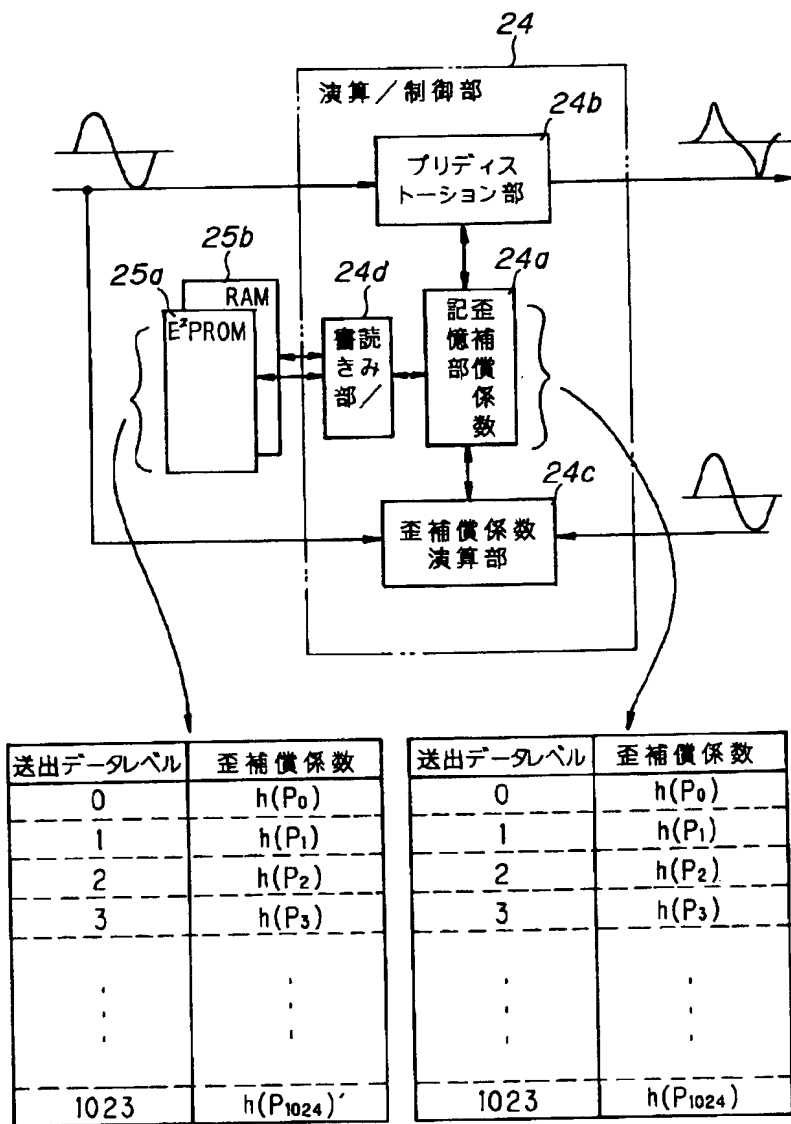 24
演算/制御部
24b
プリディス
トーション部
25b
RAM
25a
E²PROM
24d
読み/
書き部
24a
歪補償係数
記憶部
24c
歪補償係数
演算部
送出データレベル 歪補償係数
0 h(P₀)
1 h(P₁)
2 h(P₂)
3 h(P₃)
1023 h(P₁₀₂₄)′
送出データレベル 歪補償係数
0 h(P₀)
1 h(P₁)
2 h(P₂)
3 h(P₃)
1023 h(P₁₀₂₄)